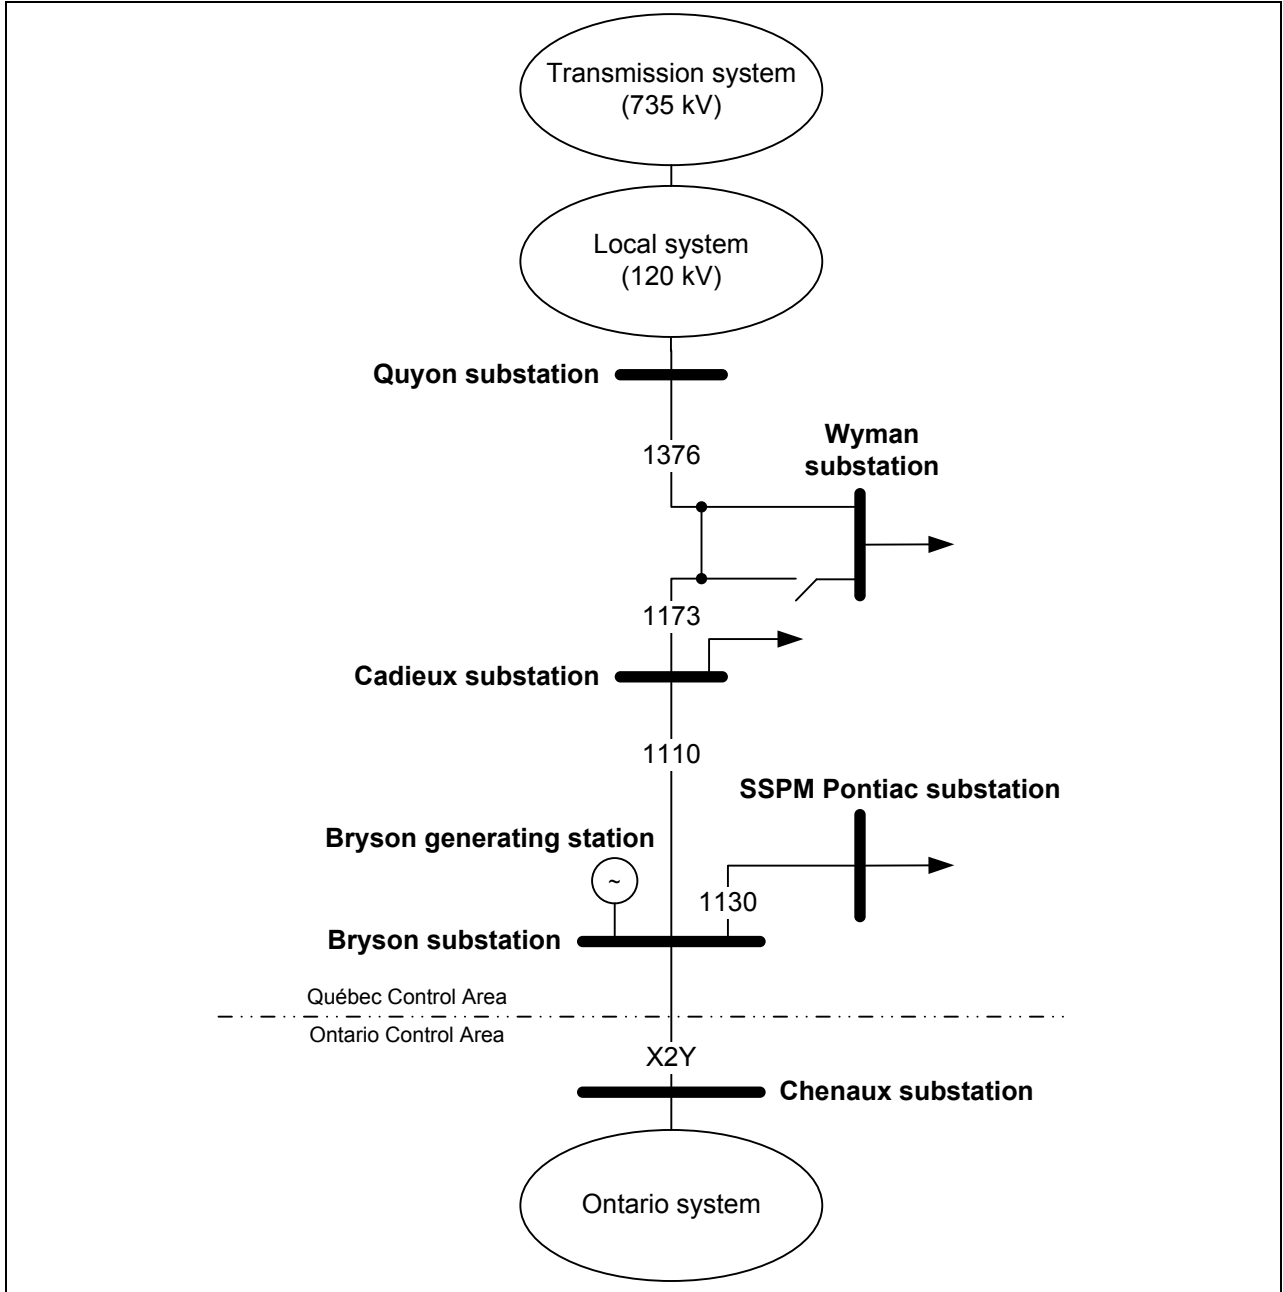 Transmission system
(735 kV)
Local system
(120 kV)
Quyon substation
1376
Wyman
substation
1173
Cadieux substation
1110
SSPM Pontiac substation
Bryson generating station
~
1130
Bryson substation
Québec Control Area
Ontario Control Area
X2Y
Chenaux substation
Ontario system